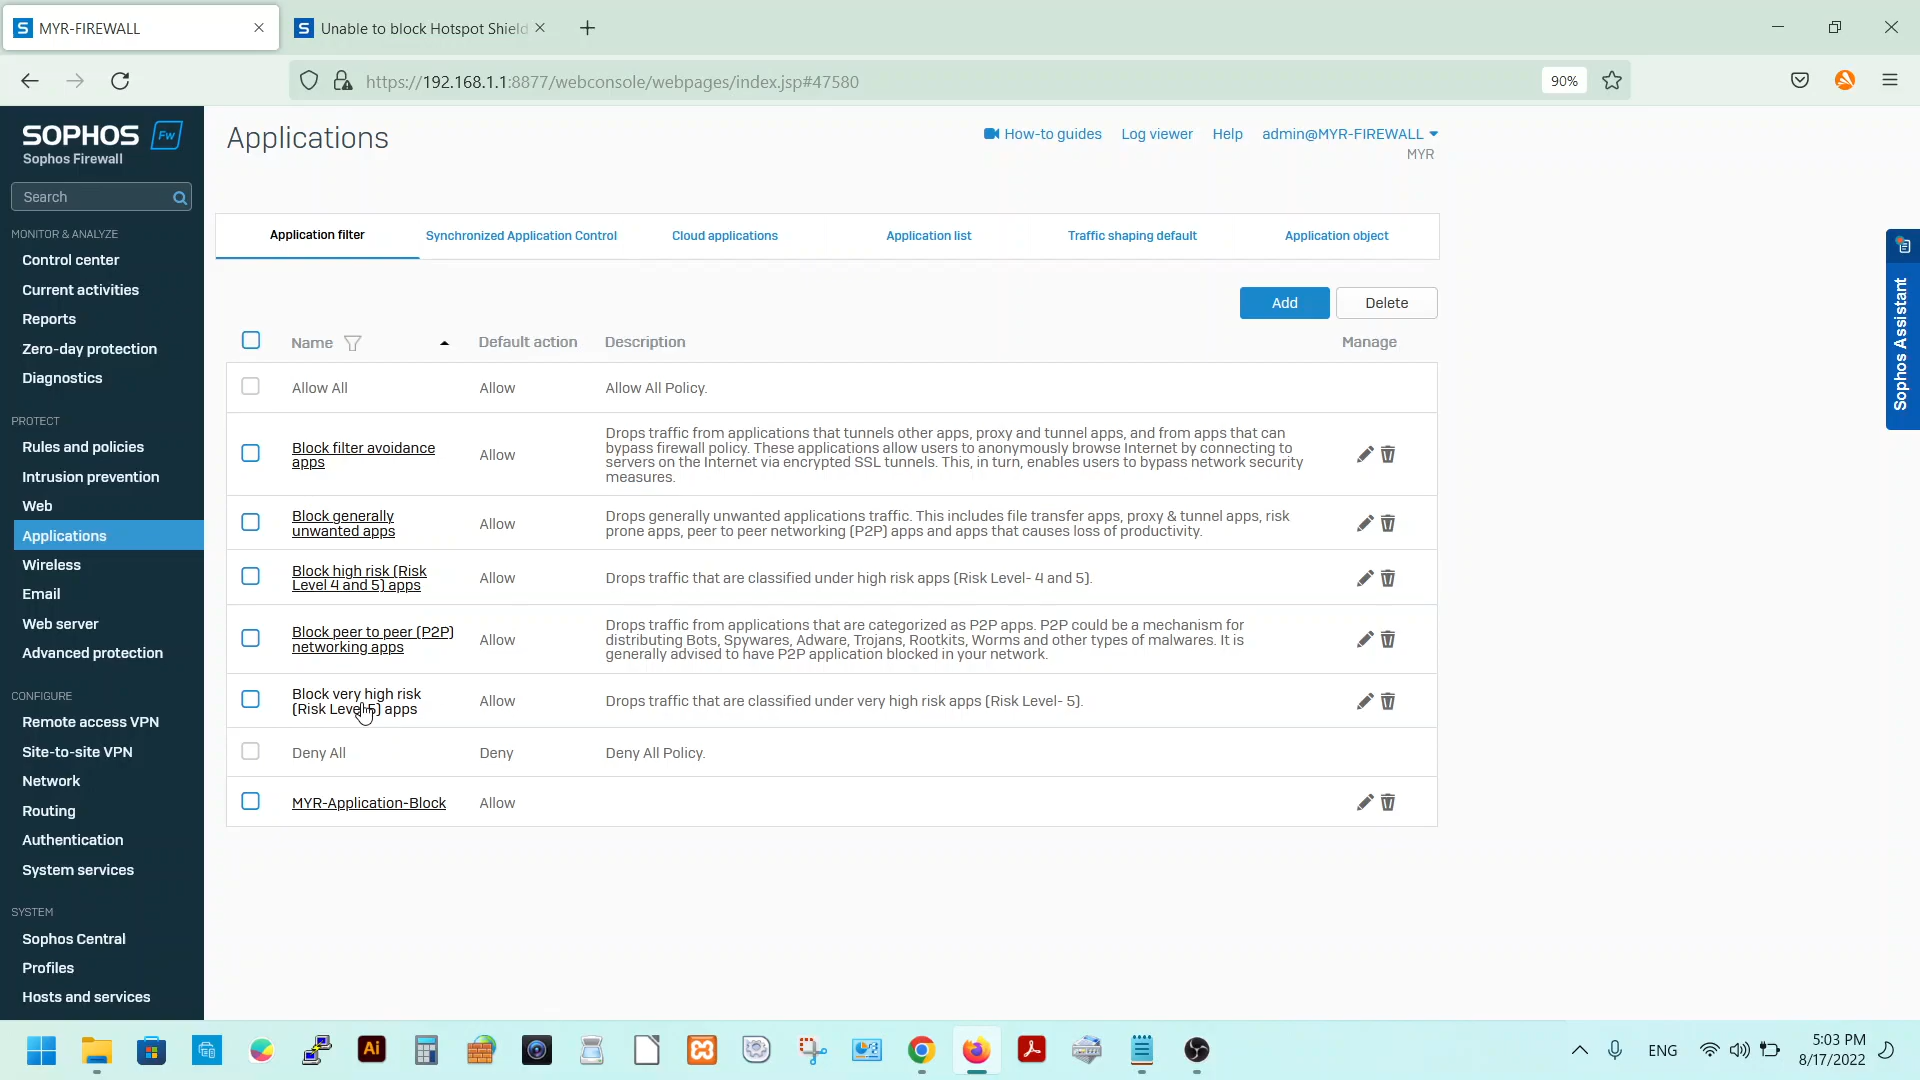 MYR-FIREWALL
Unable to block Hotspot Shield
https://192.168.1.1:8877/webconsole/webpages/index.jsp#47580
90%
SOPHOS Fw
Sophos Firewall
Search
MONITOR & ANALYZE
Control center
Current activities
Reports
Zero-day protection
Diagnostics
PROTECT
Rules and policies
Intrusion prevention
Web
Applications
Wireless
Email
Web server
Advanced protection
CONFIGURE
Remote access VPN
Site-to-site VPN
Network
Routing
Authentication
System services
SYSTEM
Sophos Central
Profiles
Hosts and services
Applications
How-to guides Log viewer Help admin@MYR-FIREWALL
MYR
Application filter Synchronized Application Control Cloud applications Application list Traffic shaping default Application object
Add Delete
Name Default action Description Manage
Allow All Allow Allow All Policy.
Block filter avoidance
apps
Allow
Drops traffic from applications that tunnels other apps, proxy and tunnel apps, and from apps that can
bypass firewall policy. These applications allow users to anonymously browse Internet by connecting to
servers on the Internet via encrypted SSL tunnels. This, in turn, enables users to bypass network security
measures.
Block generally
unwanted apps
Allow
Drops generally unwanted applications traffic. This includes file transfer apps, proxy & tunnel apps, risk
prone apps, peer to peer networking (P2P) apps and apps that causes loss of productivity.
Block high risk (Risk
Level 4 and 5) apps
Allow
Drops traffic that are classified under high risk apps (Risk Level- 4 and 5).
Block peer to peer (P2P)
networking apps
Allow
Drops traffic from applications that are categorized as P2P apps. P2P could be a mechanism for
distributing Bots, Spywares, Adware, Trojans, Rootkits, Worms and other types of malwares. It is
generally advised to have P2P application blocked in your network.
Block very high risk
(Risk Level 5) apps
Allow
Drops traffic that are classified under very high risk apps (Risk Level- 5).
Deny All Deny Deny All Policy.
MYR-Application-Block Allow
Sophos Assistant
Ai
ENG
5:03 PM
8/17/2022